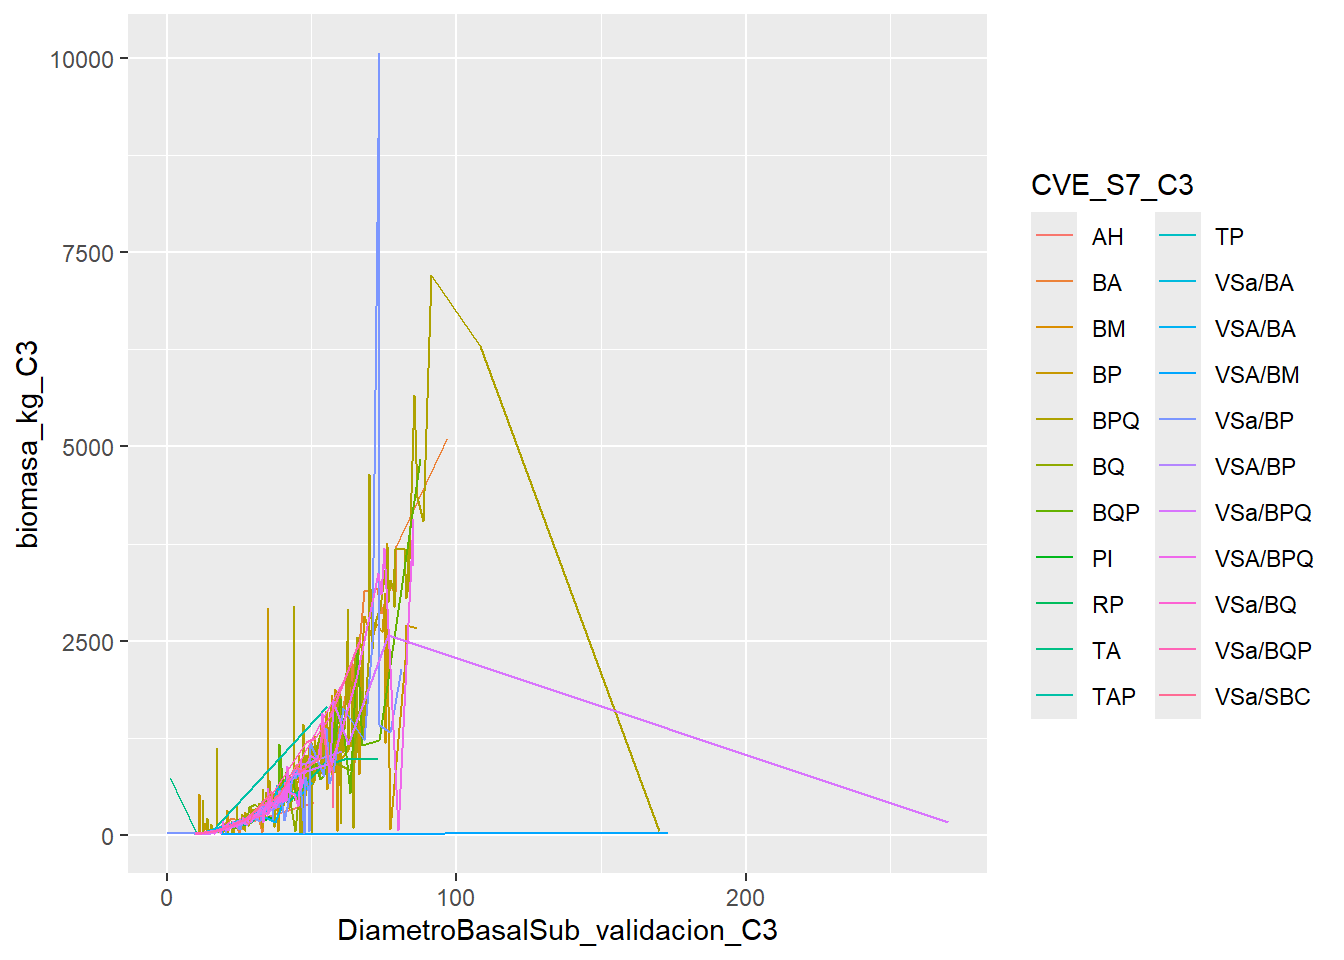 10000
7500
5000
2500
0
biomasa_kg_C3
0 100 200
DiametroBasalSub_validacion_C3
CVE_S7_C3
AH TP
BA VSa/BA
BM VSA/BA
BP VSA/BM
BPQ VSa/BP
BQ VSA/BP
BQP VSa/BPQ
PI VSA/BPQ
RP VSa/BQ
TA VSa/BQP
TAP VSa/SBC